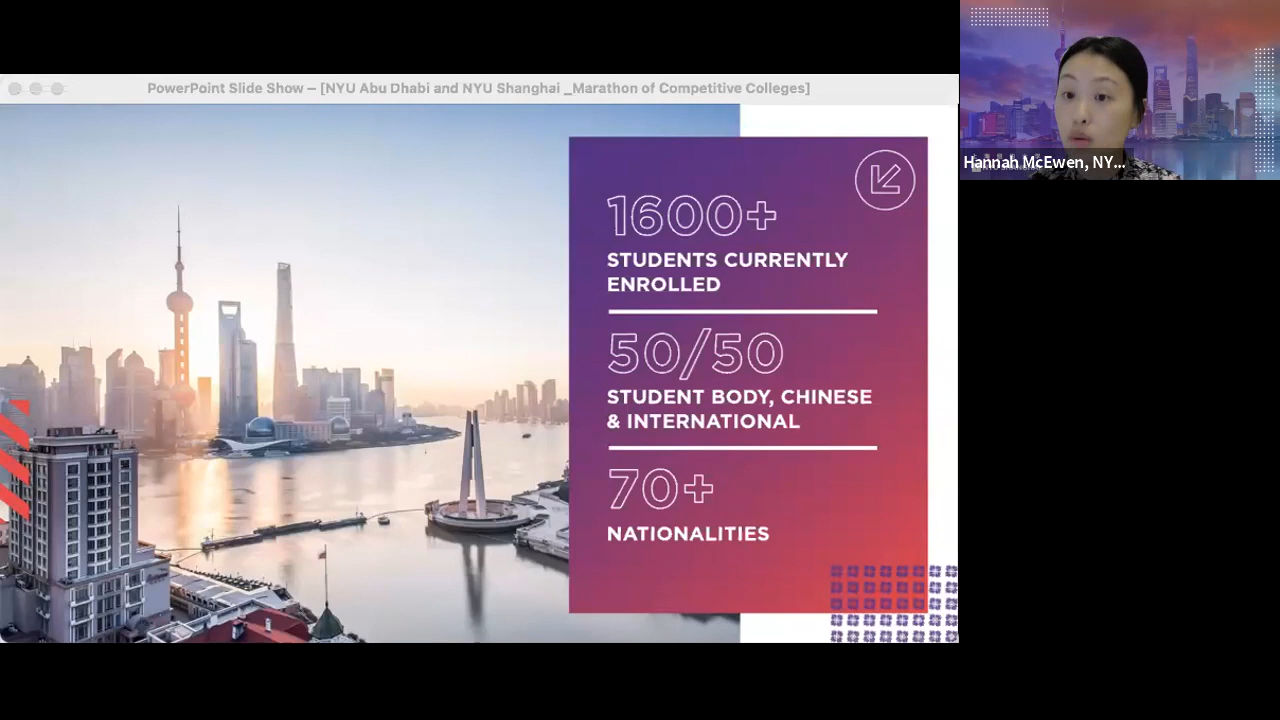 PowerPoint Slide Show – [NYU Abu Dhabi and NYU Shanghai _Marathon of Competitive Colleges]
1600+
STUDENTS CURRENTLY
ENROLLED
50/50
STUDENT BODY, CHINESE
& INTERNATIONAL
70+
NATIONALITIES
Hannah McEwen, NY...